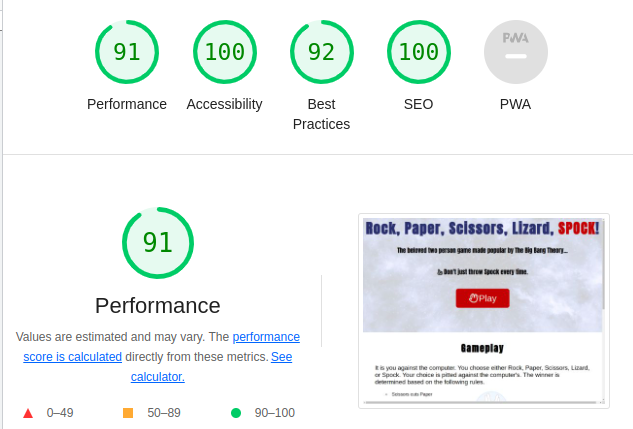 91
100
92
100
PWA
Performance
Accessibility
Best
Practices
SEO
PWA
91
Performance
Values are estimated and may vary. The performance
score is calculated directly from these metrics. See
calculator.
0–49
50–89
90–100
Rock, Paper, Scissors, Lizard, SPOCK!
The beloved two person game made popular by The Big Bang Theory...
Don't just throw Spock every time.
Play
Gameplay
It is you against the computer. You choose either Rock, Paper, Scissors, Lizard,
or Spock. Your choice is pitted against the computer's. The winner is
determined based on the following rules.
Scissors cuts Paper